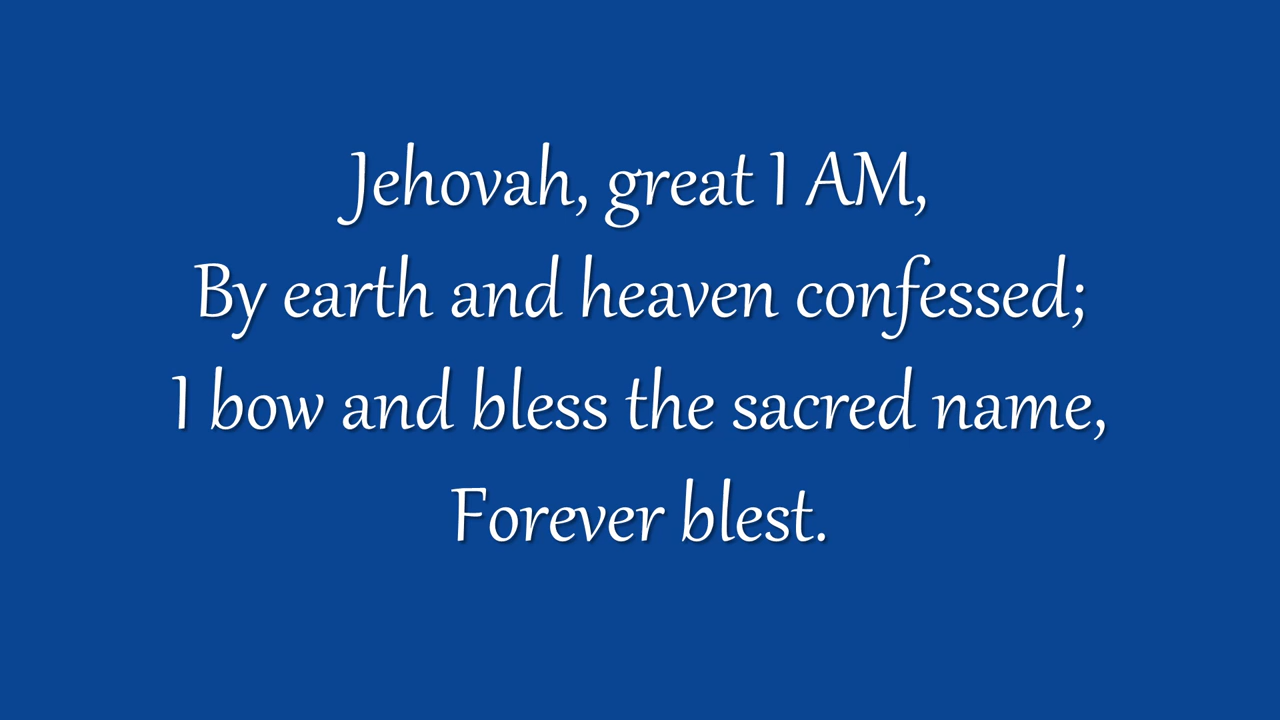 Jehovah, great I AM,
By earth and heaven confessed;
I bow and bless the sacred name,
Forever blest.